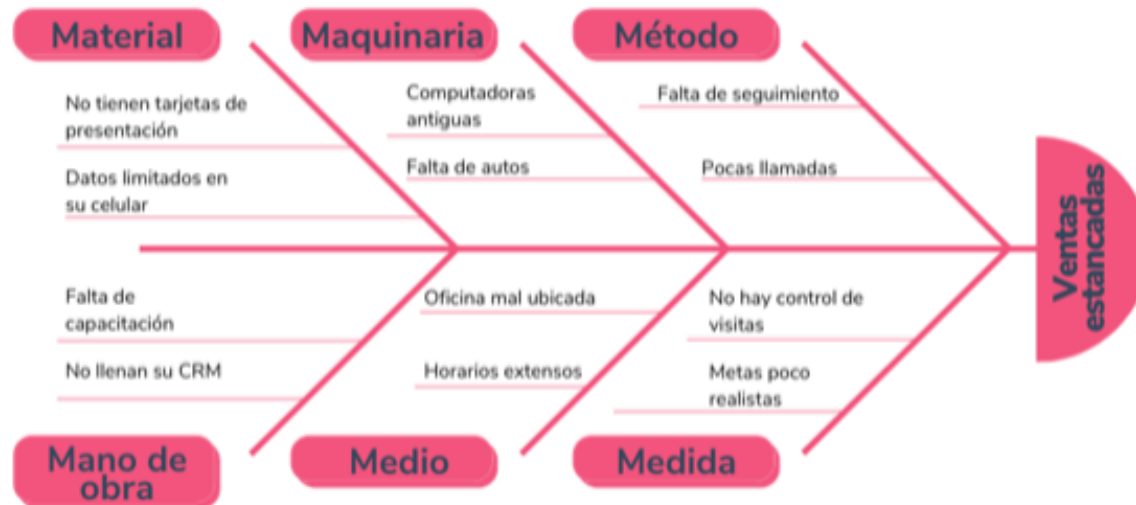 Material
Maquinaria
Método
No tienen tarjetas de
presentación
Datos limitados en
su celular
Computadoras
antiguas
Falta de autos
Falta de seguimiento
Pocas llamadas
Ventas
estancadas
Falta de
capacitación
No llenan su CRM
Oficina mal ubicada
Horarios extensos
No hay control de
visitas
Metas poco
realistas
Mano de
obra
Medio
Medida